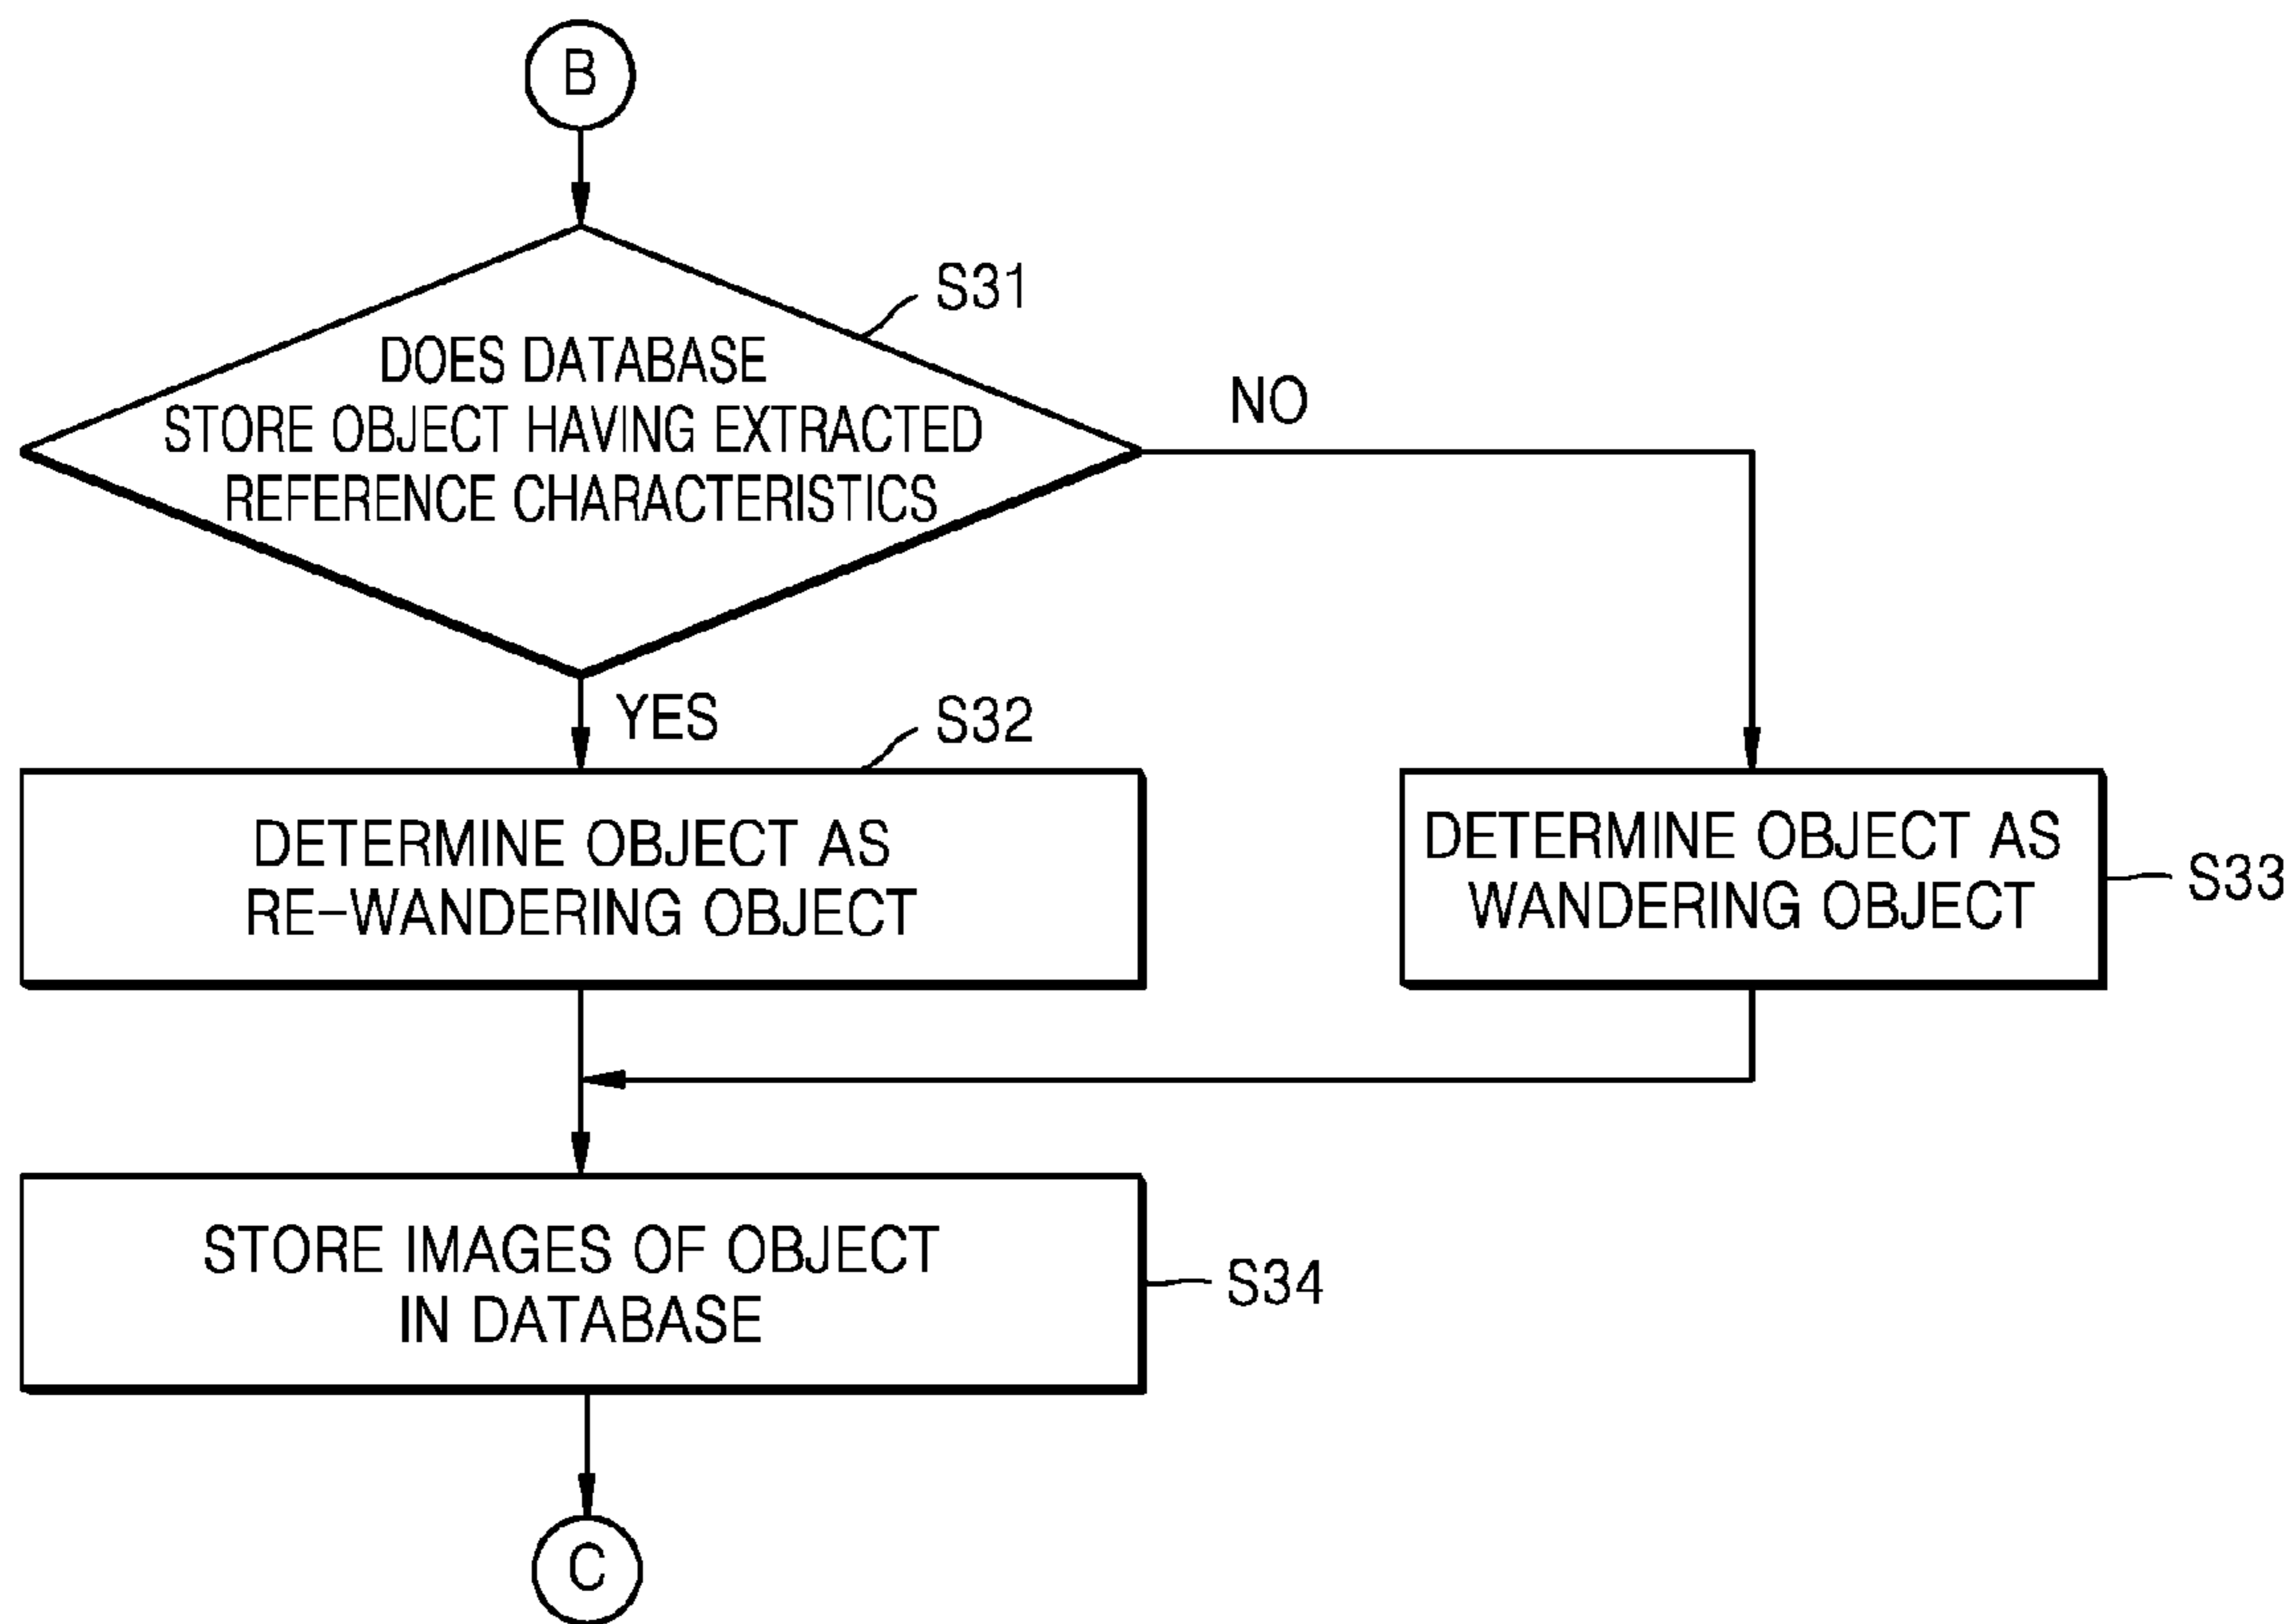 B
S31
DOES DATABASE
STORE OBJECT HAVING EXTRACTED
REFERENCE CHARACTERISTICS
NO
YES
S32
DETERMINE OBJECT AS
RE-WANDERING OBJECT
DETERMINE OBJECT AS
WANDERING OBJECT
S33
STORE IMAGES OF OBJECT
IN DATABASE
S34
C